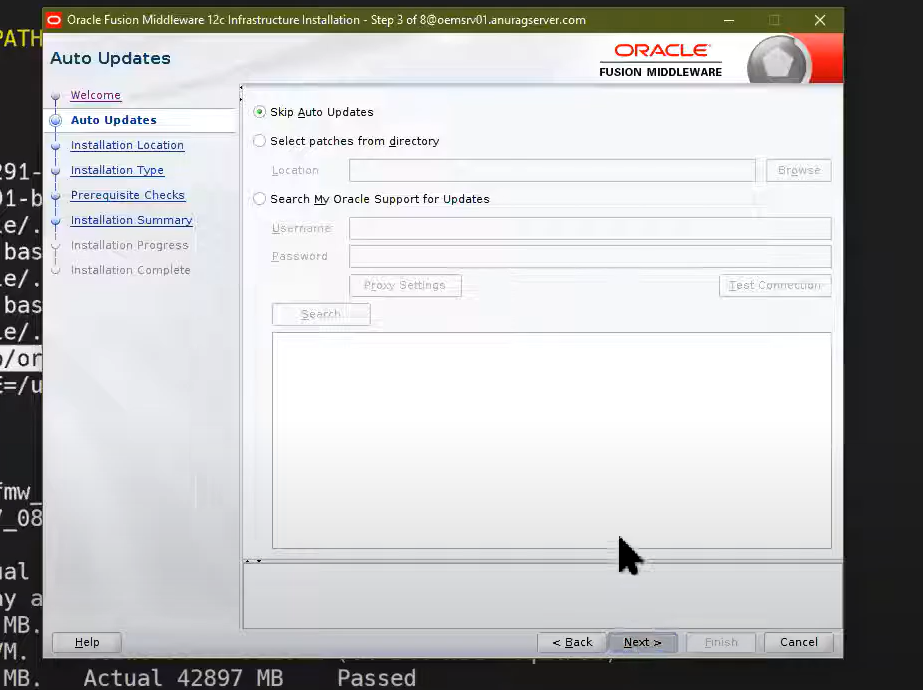 Oracle Fusion Middleware 12c Infrastructure Installation - Step 3 of 8@oemsrv01.anuragserver.com
PATH
Auto Updates
ORACLE
FUSION MIDDLEWARE
Welcome
Auto Updates
Installation Location
Installation Type
Prerequisite Checks
Installation Summary
Installation Progress
Installation Complete
Skip Auto Updates
Select patches from directory
Location
Browse
Search My Oracle Support for Updates
Username
Password
Proxy Settings
Test Connection
Search
291-
01-b
le/.
bas
le/.
bas
le/.
o/or
E=/u
fmw_
7_08
ual
ny a
MB.
VM.
Help
< Back
Next >
Finish
Cancel
MB. Actual 42897 MB Passed